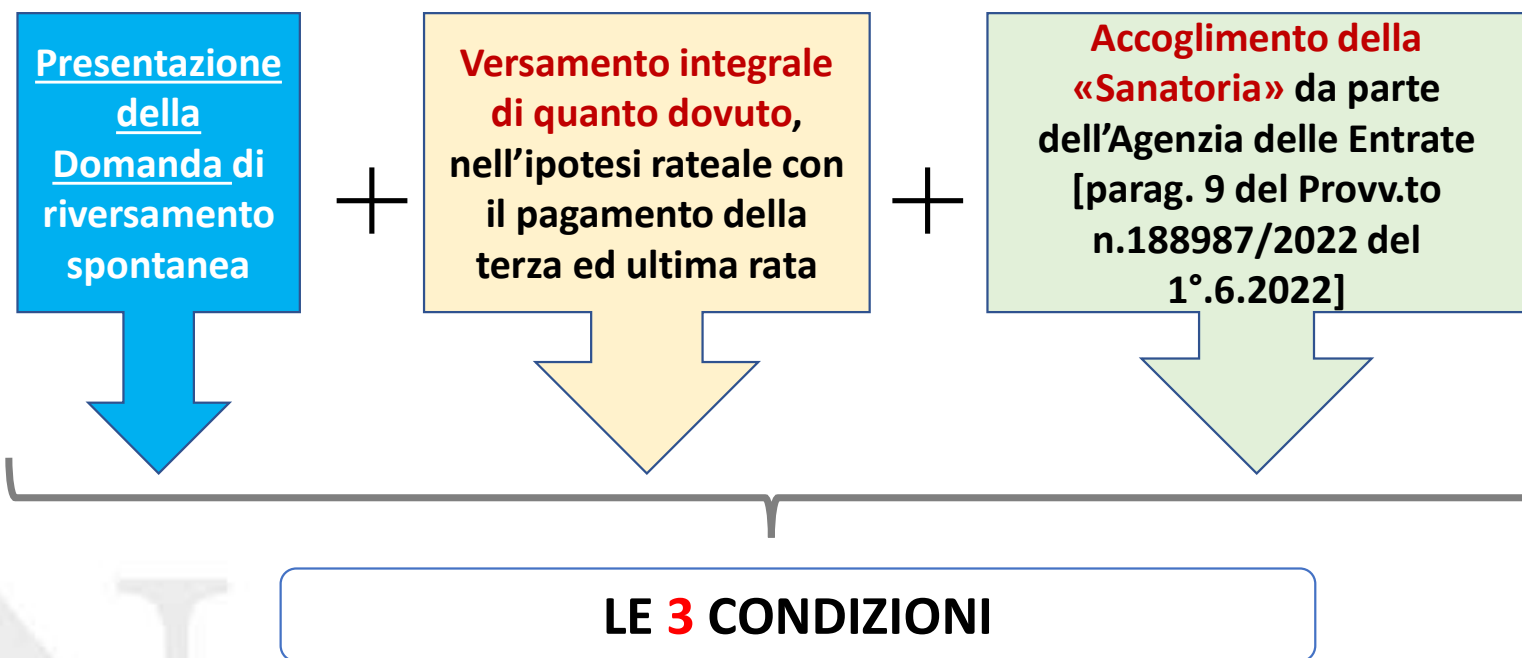 Presentazione
della
Domanda di
riversamento
spontanea
+
Versamento integrale
di quanto dovuto,
nell’ipotesi rateale con
il pagamento della
terza ed ultima rata
+
Accoglimento della
«Sanatoria» da parte
dell’Agenzia delle Entrate
[parag. 9 del Provv.to
n.188987/2022 del
1°.6.2022]
LE 3 CONDIZIONI